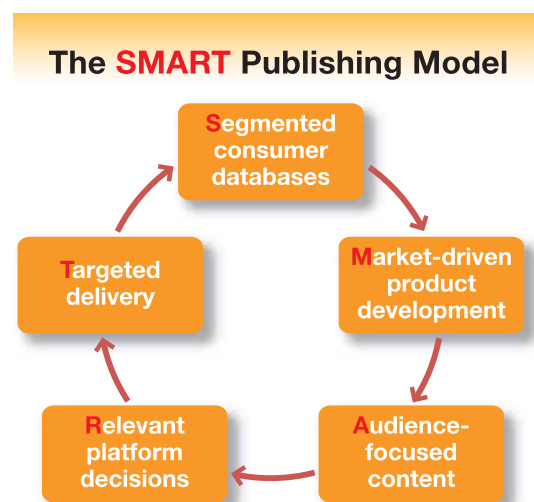 The SMART Publishing Model
Segmented
consumer
databases
Market-driven
product
development
Audience-
focused
content
Relevant
platform
decisions
Targeted
delivery